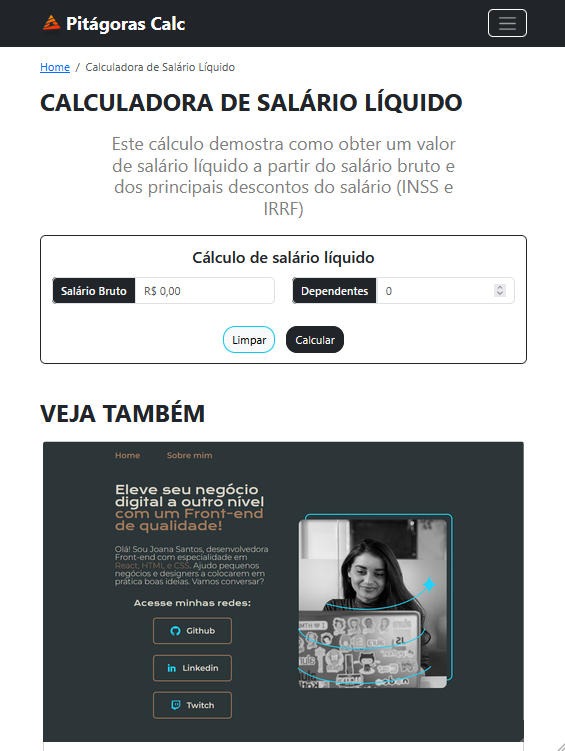 Pitágoras Calc
Home / Calculadora de Salário Líquido
CALCULADORA DE SALÁRIO LÍQUIDO
Este cálculo demostra como obter um valor
de salário líquido a partir do salário bruto e
dos principais descontos do salário (INSS e
IRRF)
Cálculo de salário líquido
Salário Bruto R$ 0,00 Dependentes 0
Limpar Calcular
VEJA TAMBÉM
Home Sobre mim
Eleve seu negócio
digital a outro nível
com um Front-end
de qualidade!
Olá! Sou Joana Santos, desenvolvedora
Front-end com especialidade em
React, HTML e CSS. Ajudo pequenos
negócios e designers a colocarem em
prática boas ideias. Vamos conversar?
Acesse minhas redes:
Github
Linkedin
Twitch